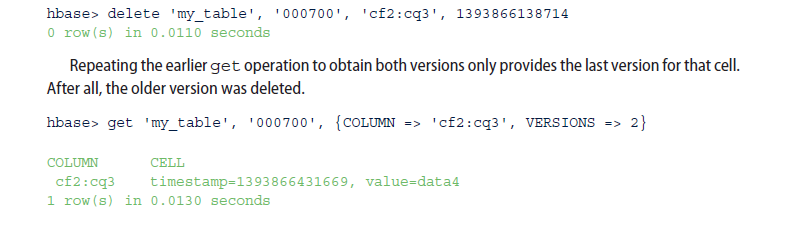 hbase> delete 'my_table', '000700', 'cf2:cq3', 1393866138714
0 row(s) in 0.0110 seconds
Repeating the earlier get operation to obtain both versions only provides the last version for that cell.
After all, the older version was deleted.
hbase> get 'my_table', '000700', {COLUMN => 'cf2:cq3', VERSIONS => 2}
COLUMN CELL
cf2:cq3 timestamp=1393866431669, value=data4
1 row(s) in 0.0130 seconds